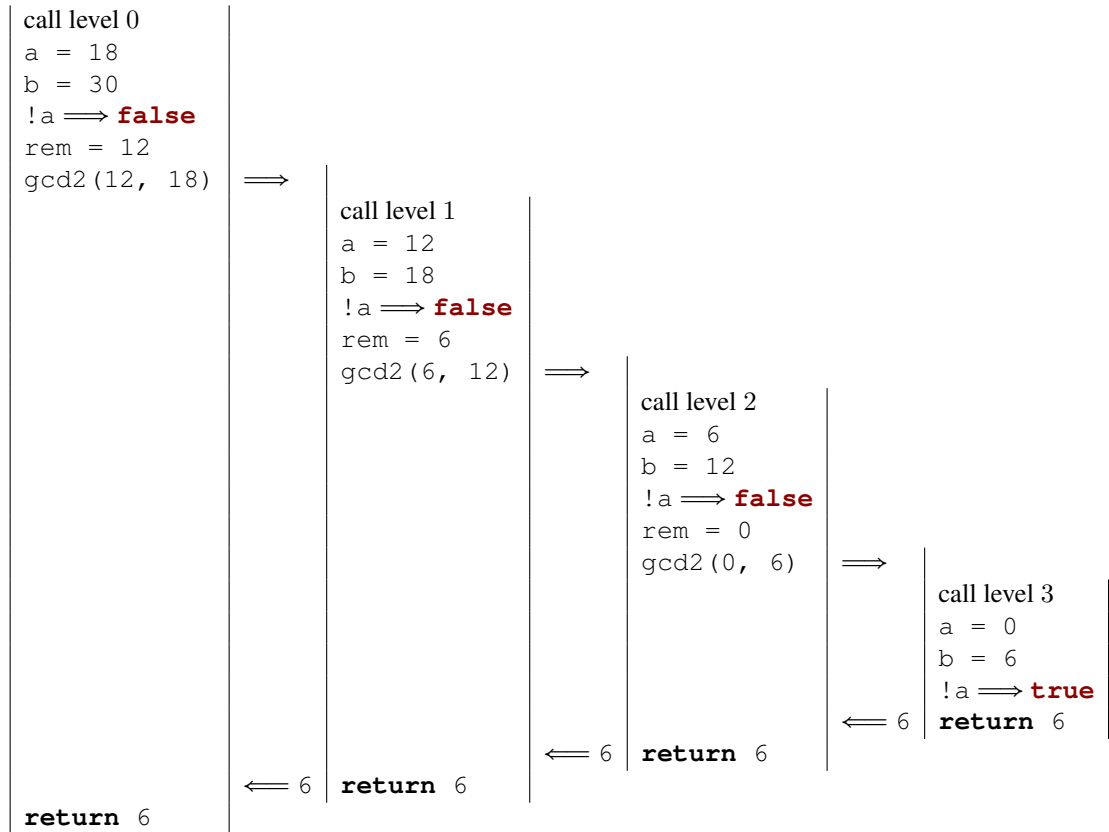 call level 0
a = 18
b = 30
!a ⟹ false
rem = 12
gcd2(12, 18) ⟹
call level 1
a = 12
b = 18
!a ⟹ false
rem = 6
gcd2(6, 12) ⟹
call level 2
a = 6
b = 12
!a ⟹ false
rem = 0
gcd2(0, 6) ⟹
call level 3
a = 0
b = 6
!a ⟹ true
⟸ 6 return 6
⟸ 6 return 6
⟸ 6 return 6
return 6